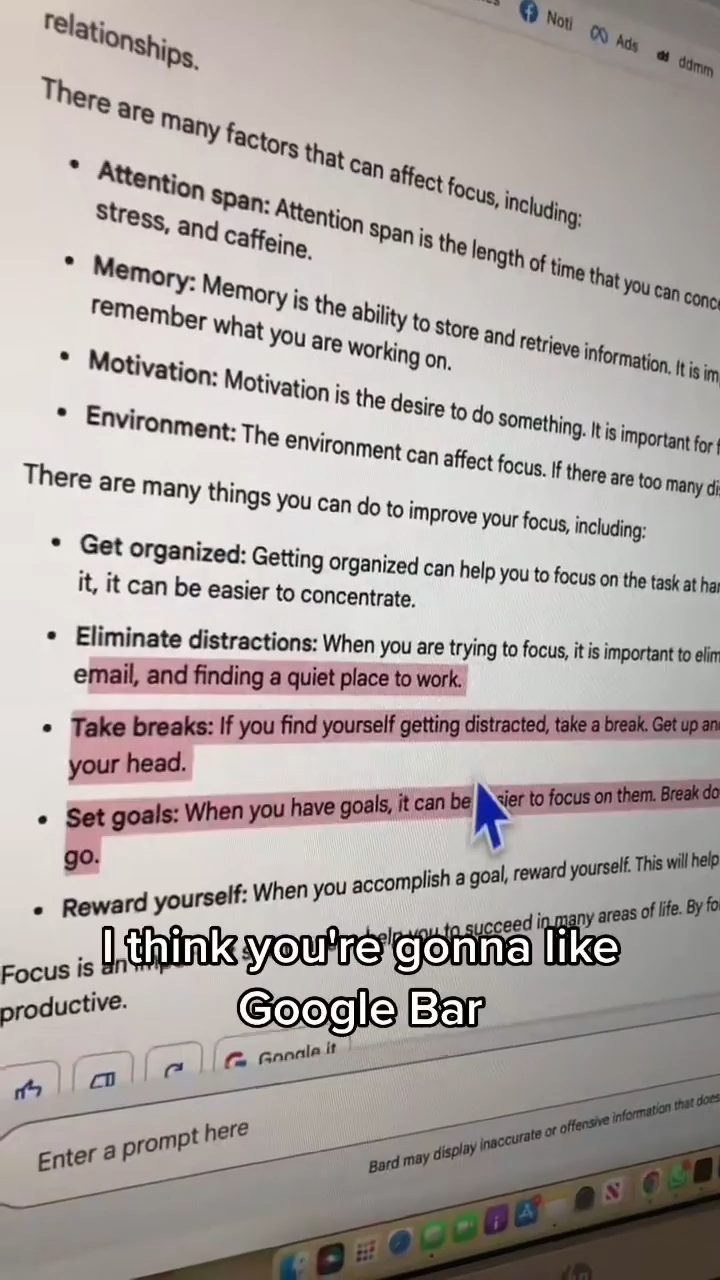 Noti Ads ddmm
relationships.
There are many factors that can affect focus, including:
• Attention span: Attention span is the length of time that you can conce
stress, and caffeine.
• Memory: Memory is the ability to store and retrieve information. It is im
remember what you are working on.
• Motivation: Motivation is the desire to do something. It is important for f
• Environment: The environment can affect focus. If there are too many di
There are many things you can do to improve your focus, including:
• Get organized: Getting organized can help you to focus on the task at ha
it, it can be easier to concentrate.
• Eliminate distractions: When you are trying to focus, it is important to elim
email, and finding a quiet place to work.
• Take breaks: If you find yourself getting distracted, take a break. Get up an
your head.
• Set goals: When you have goals, it can be easier to focus on them. Break do
go.
• Reward yourself: When you accomplish a goal, reward yourself. This will help
Focus is an help you to succeed in many areas of life. By fo
I think you're gonna like
productive.
Google Bar
Google it
Enter a prompt here
Bard may display inaccurate or offensive information that does